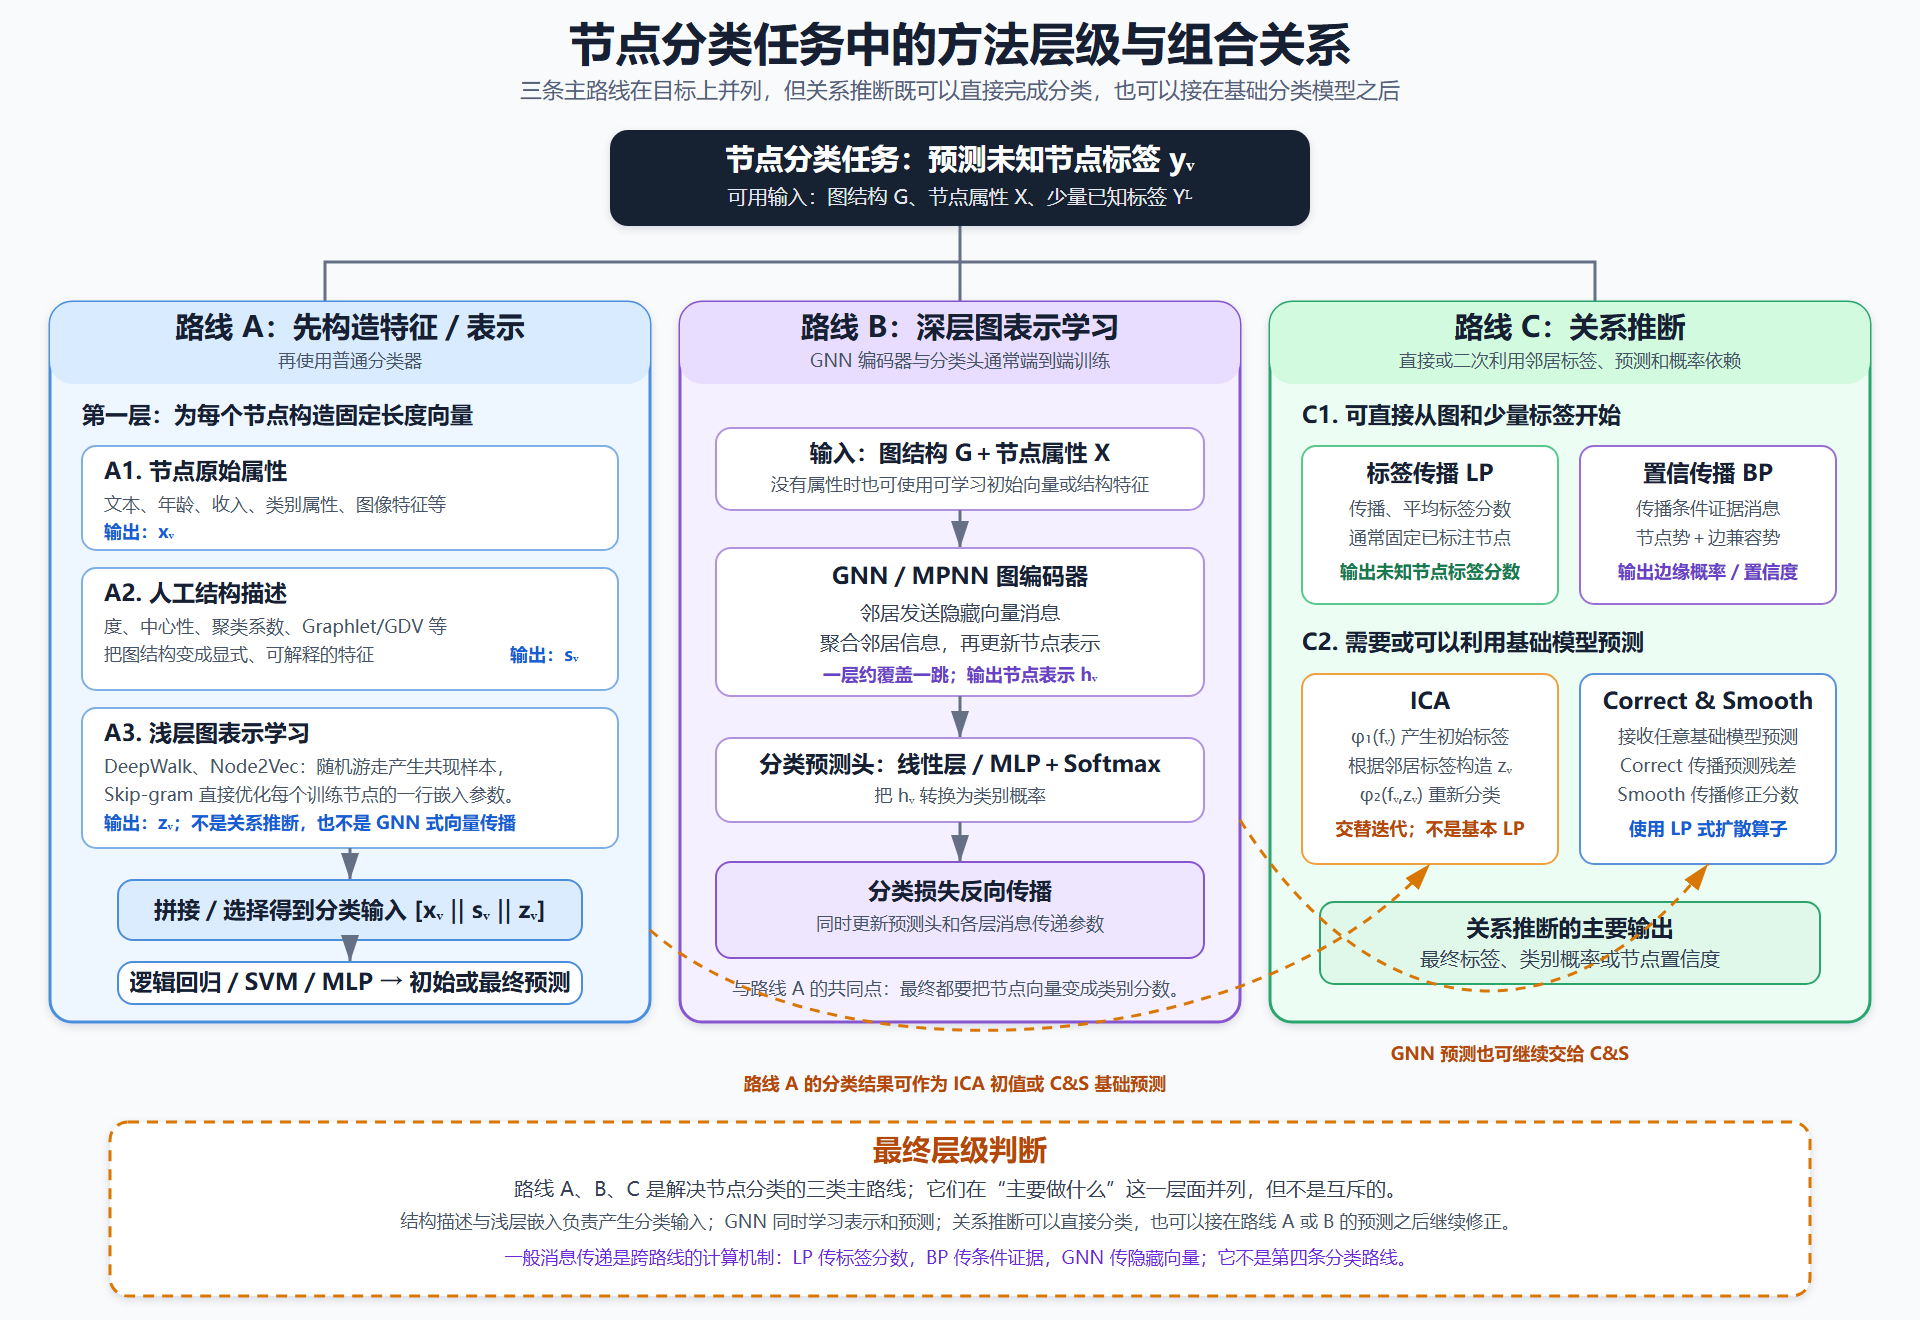 节点分类任务中的方法层级与组合关系
三条主路线在目标上并列，但关系推断既可以直接完成分类，也可以接在基础分类模型之后
节点分类任务：预测未知节点标签 yᵥ
可用输入：图结构 G、节点属性 X、少量已知标签 Yᴸ
路线 A：先构造特征 / 表示
再使用普通分类器
第一层：为每个节点构造固定长度向量
A1. 节点原始属性
文本、年龄、收入、类别属性、图像特征等
输出：xᵥ
A2. 人工结构描述
度、中心性、聚类系数、Graphlet/GDV 等
把图结构变成显式、可解释的特征
输出：sᵥ
A3. 浅层图表示学习
DeepWalk、Node2Vec：随机游走产生共现样本，
Skip-gram 直接优化每个训练节点的一行嵌入参数。
输出：zᵥ；不是关系推断，也不是 GNN 式向量传播
拼接 / 选择得到分类输入 [xᵥ || sᵥ || zᵥ]
逻辑回归 / SVM / MLP → 初始或最终预测
路线 B：深层图表示学习
GNN 编码器与分类头通常端到端训练
输入：图结构 G + 节点属性 X
没有属性时也可使用可学习初始向量或结构特征
GNN / MPNN 图编码器
邻居发送隐藏向量消息
聚合邻居信息，再更新节点表示
一层约覆盖一跳；输出节点表示 hᵥ
分类预测头：线性层 / MLP + Softmax
把 hᵥ 转换为类别概率
分类损失反向传播
同时更新预测头和各层消息传递参数
与路线 A 的共同点：最终都要把节点向量变成类别分数。
路线 C：关系推断
直接或二次利用邻居标签、预测和概率依赖
C1. 可直接从图和少量标签开始
标签传播 LP
传播、平均标签分数
通常固定已标注节点
输出未知节点标签分数
置信传播 BP
传播条件证据消息
节点势 + 边兼容势
输出边缘概率 / 置信度
C2. 需要或可以利用基础模型预测
ICA
φ₁(fᵥ) 产生初始标签
根据邻居标签构造 zᵥ
φ₂(fᵥ,zᵥ) 重新分类
交替迭代；不是基本 LP
Correct & Smooth
接收任意基础模型预测
Correct 传播预测残差
Smooth 传播修正分数
使用 LP 式扩散算子
关系推断的主要输出
最终标签、类别概率或节点置信度
GNN 预测也可继续交给 C&S
路线 A 的分类结果可作为 ICA 初值或 C&S 基础预测
最终层级判断
路线 A、B、C 是解决节点分类的三类主路线；它们在“主要做什么”这一层面并列，但不是互斥的。
结构描述与浅层嵌入负责产生分类输入；GNN 同时学习表示和预测；关系推断可以直接分类，也可以接在路线 A 或 B 的预测之后继续修正。
一般消息传递是跨路线的计算机制：LP 传标签分数，BP 传条件证据，GNN 传隐藏向量；它不是第四条分类路线。